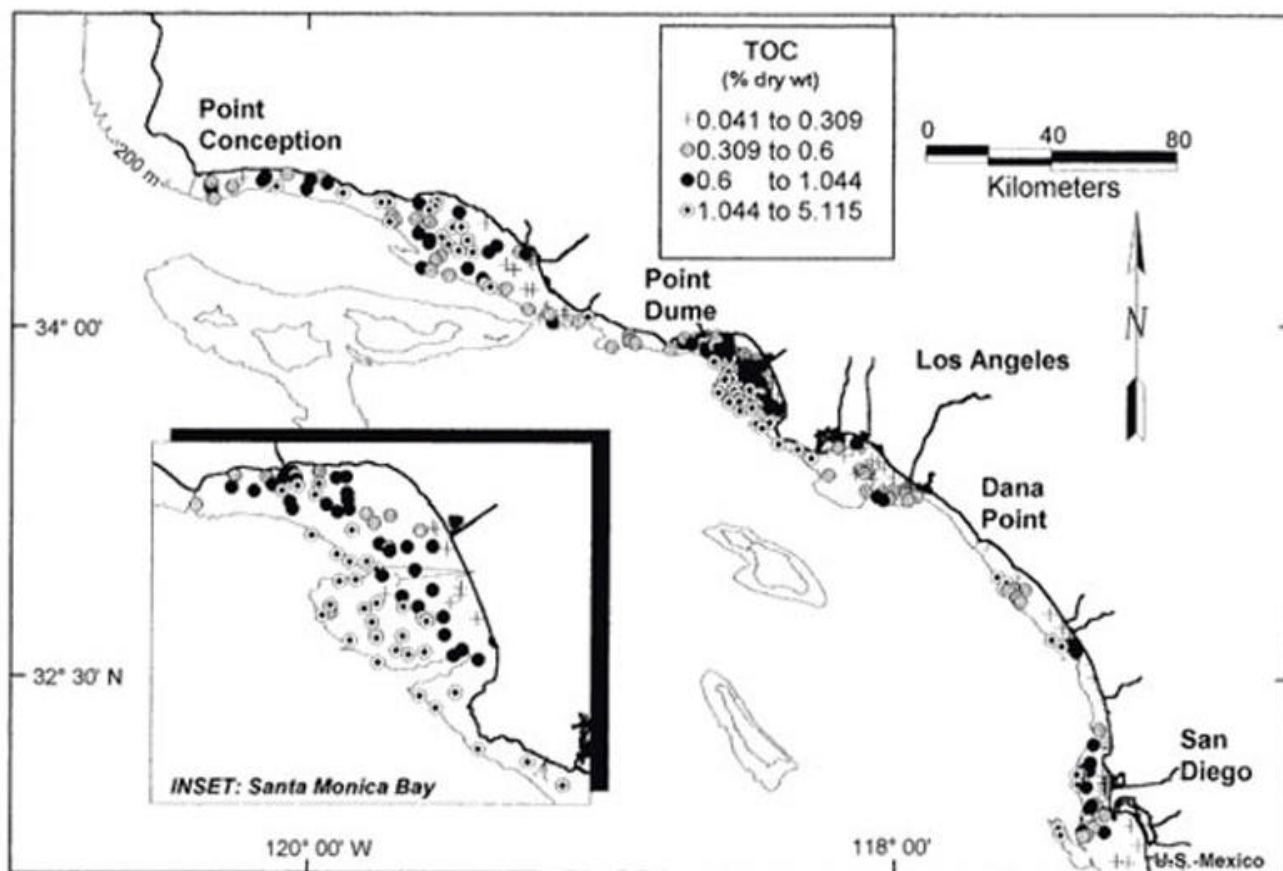 TOC
(% dry wt)
0.041 to 0.309
0.309 to 0.6
0.6 to 1.044
1.044 to 5.115
0 40 80
Kilometers
N
Point
Conception
200 m
Point
Dume
34° 00'
Los Angeles
Dana
Point
32° 30' N
San
Diego
INSET: Santa Monica Bay
120° 00' W
118° 00'
U.S.-Mexico